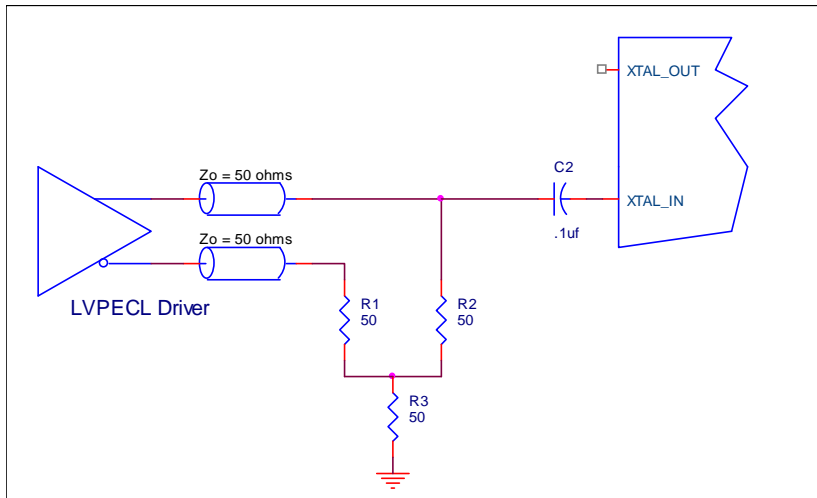 XTAL_OUT
Zo = 50 ohms
C2
XTAL_IN
.1uf
Zo = 50 ohms
LVPECL Driver
R1
50
R2
50
R3
50